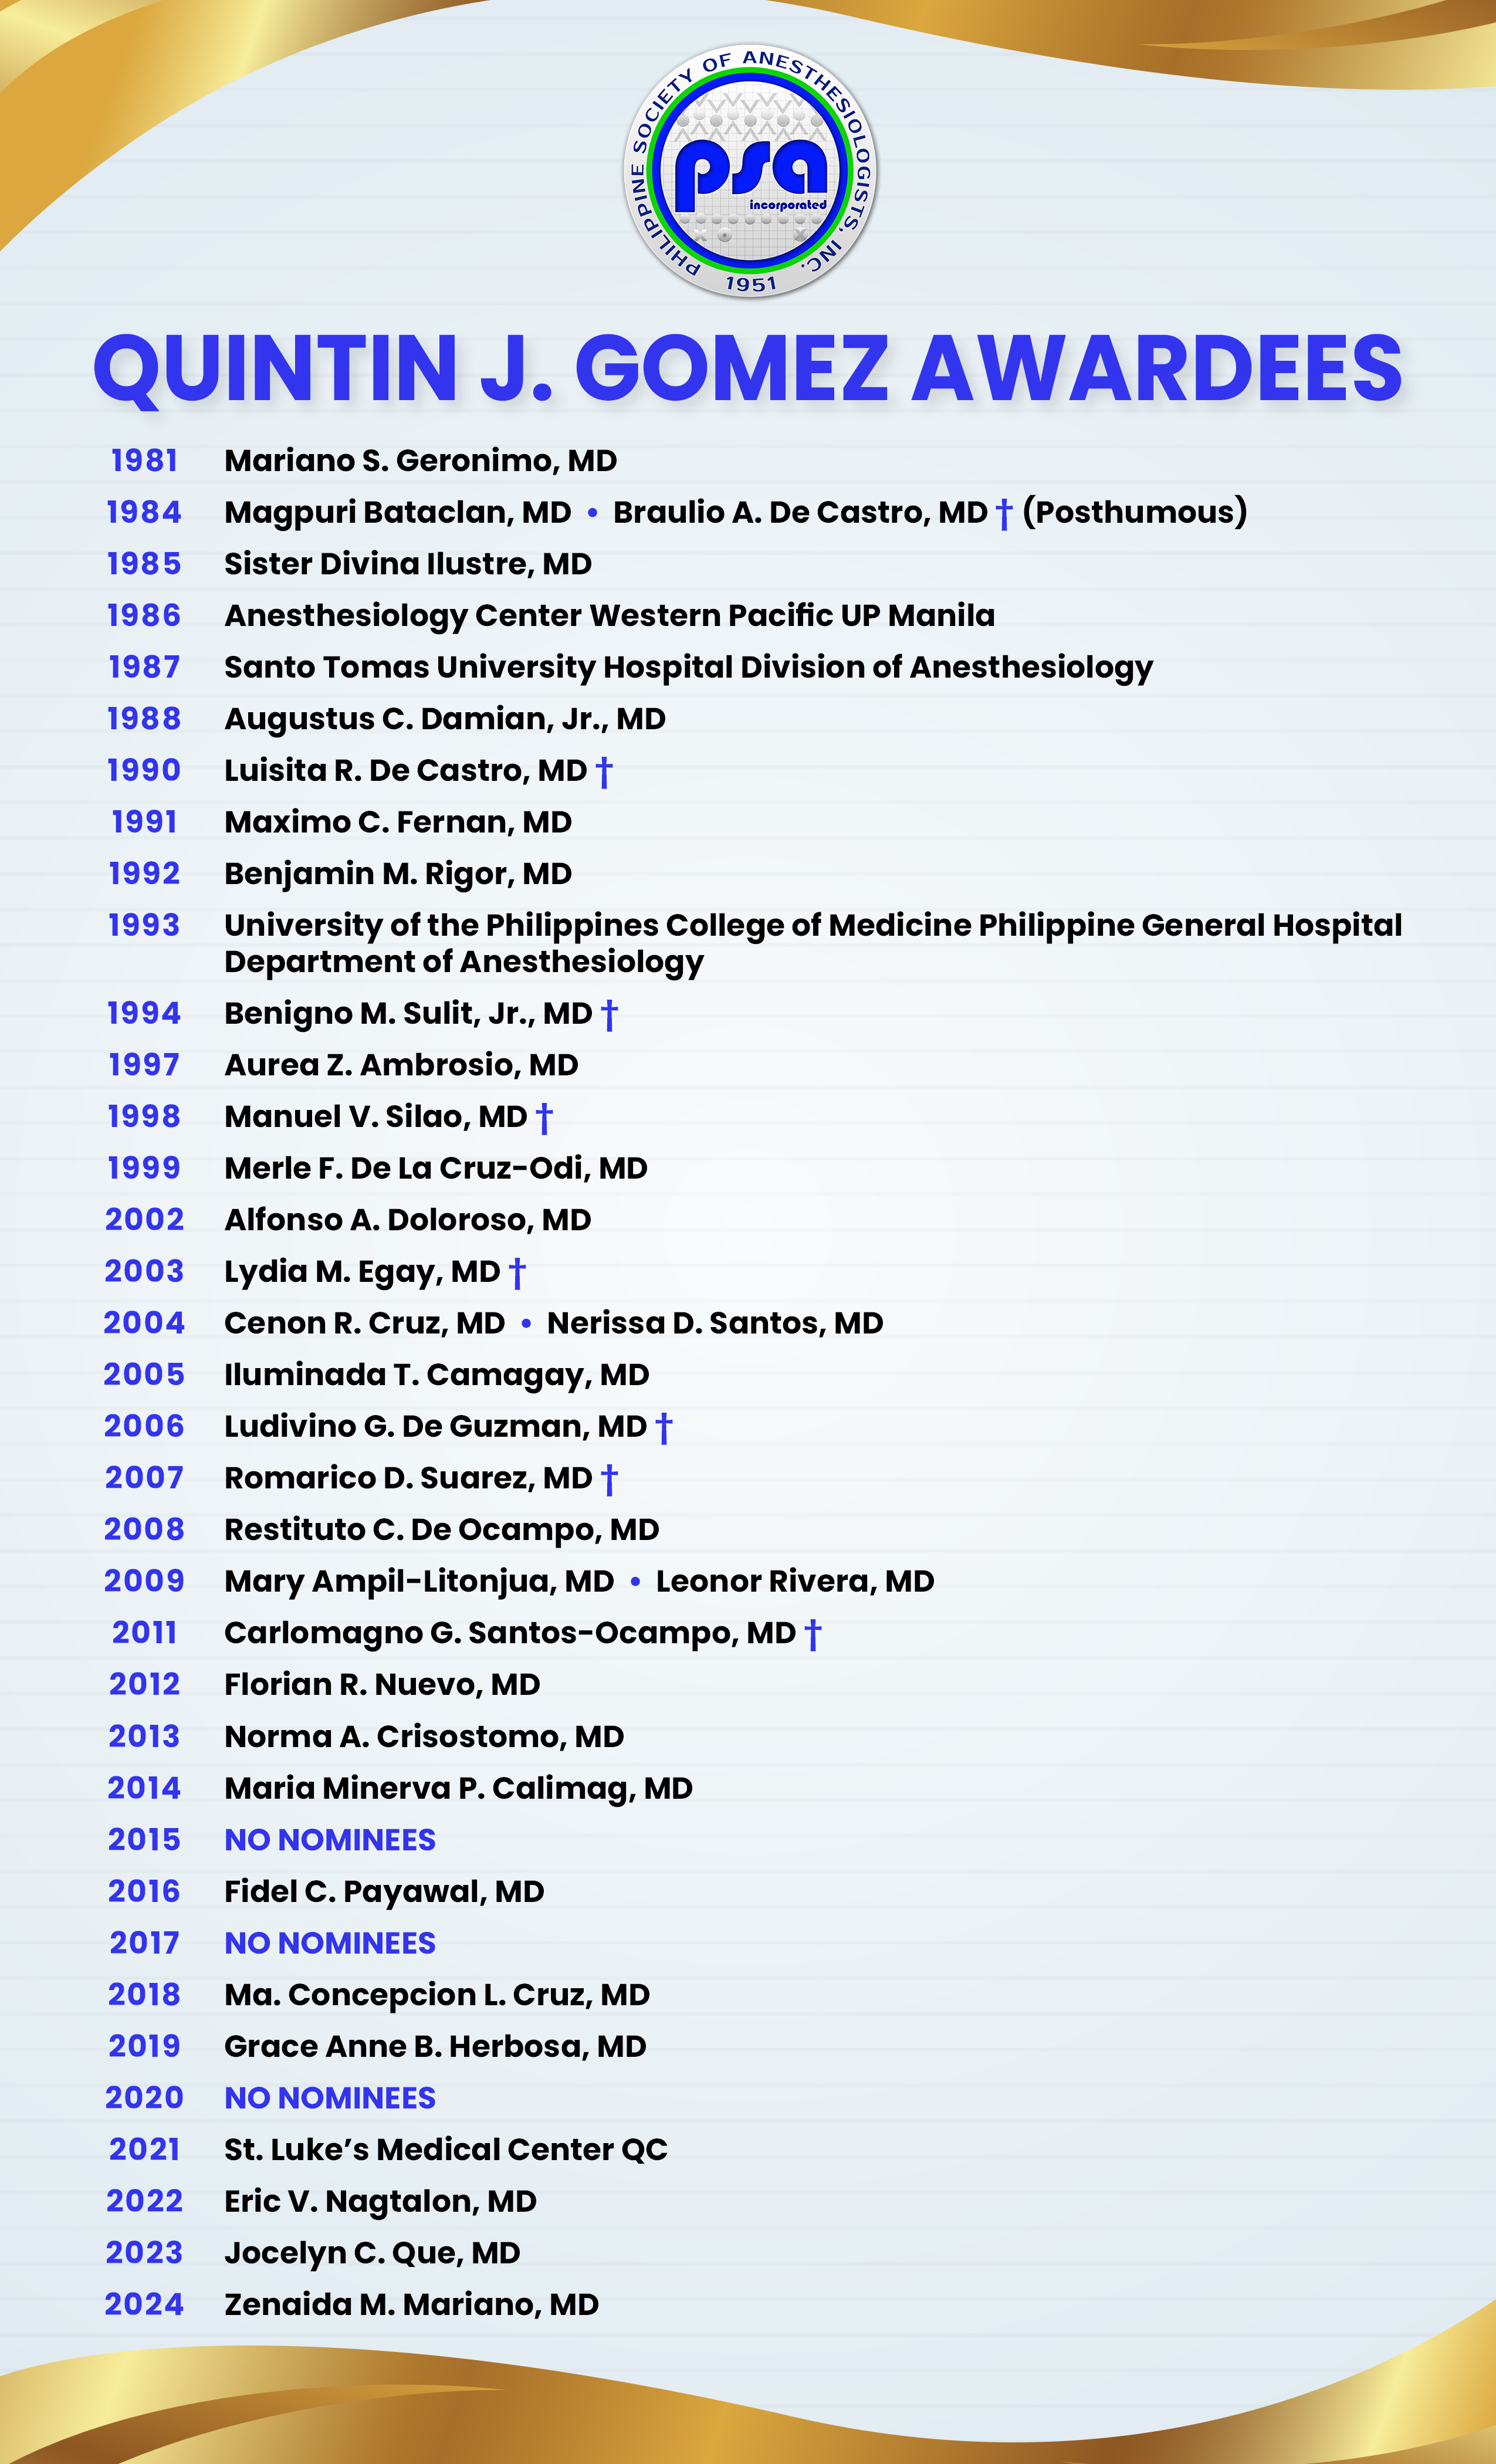 PHILIPPINE SOCIETY OF ANESTHESIOLOGISTS, INC.
psa
incorporated
1951
QUINTIN J. GOMEZ AWARDEES
1981 Mariano S. Geronimo, MD
1984 Magpuri Bataclan, MD • Braulio A. De Castro, MD † (Posthumous)
1985 Sister Divina Ilustre, MD
1986 Anesthesiology Center Western Pacific UP Manila
1987 Santo Tomas University Hospital Division of Anesthesiology
1988 Augustus C. Damian, Jr., MD
1990 Luisita R. De Castro, MD †
1991 Maximo C. Fernan, MD
1992 Benjamin M. Rigor, MD
1993 University of the Philippines College of Medicine Philippine General Hospital
Department of Anesthesiology
1994 Benigno M. Sulit, Jr., MD †
1997 Aurea Z. Ambrosio, MD
1998 Manuel V. Silao, MD †
1999 Merle F. De La Cruz-Odi, MD
2002 Alfonso A. Doloroso, MD
2003 Lydia M. Egay, MD †
2004 Cenon R. Cruz, MD • Nerissa D. Santos, MD
2005 Iluminada T. Camagay, MD
2006 Ludivino G. De Guzman, MD †
2007 Romarico D. Suarez, MD †
2008 Restituto C. De Ocampo, MD
2009 Mary Ampil-Litonjua, MD • Leonor Rivera, MD
2011 Carlomagno G. Santos-Ocampo, MD †
2012 Florian R. Nuevo, MD
2013 Norma A. Crisostomo, MD
2014 Maria Minerva P. Calimag, MD
2015 NO NOMINEES
2016 Fidel C. Payawal, MD
2017 NO NOMINEES
2018 Ma. Concepcion L. Cruz, MD
2019 Grace Anne B. Herbosa, MD
2020 NO NOMINEES
2021 St. Luke’s Medical Center QC
2022 Eric V. Nagtalon, MD
2023 Jocelyn C. Que, MD
2024 Zenaida M. Mariano, MD